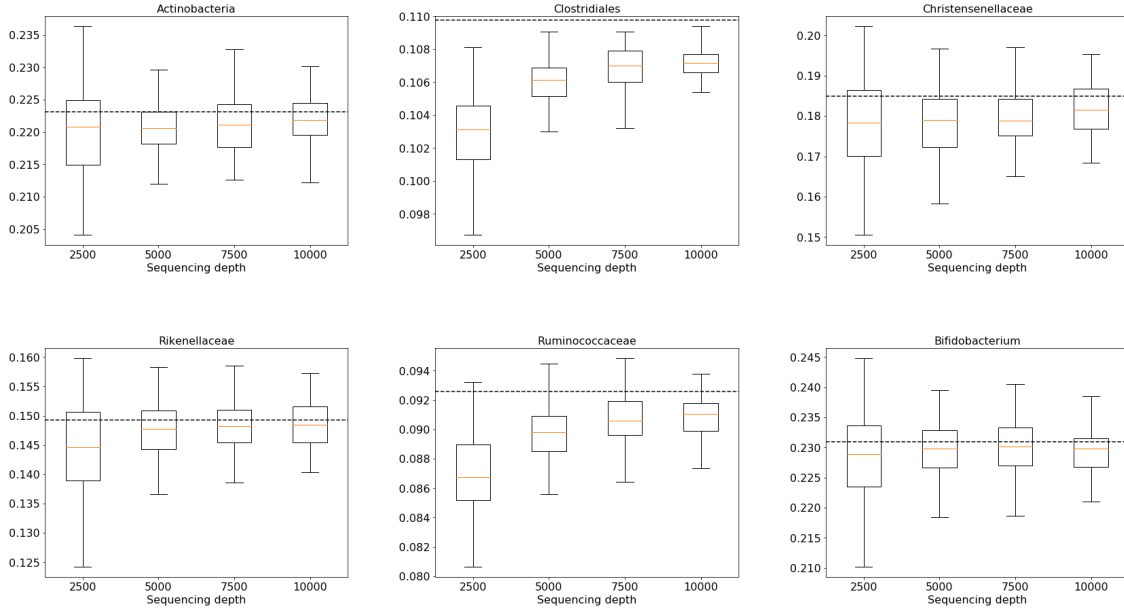 Actinobacteria
0.235
0.230
0.225
0.220
0.215
0.210
0.205
2500 5000 7500 10000
Sequencing depth
Clostridiales
0.110
0.108
0.106
0.104
0.102
0.100
0.098
2500 5000 7500 10000
Sequencing depth
Christensenellaceae
0.20
0.19
0.18
0.17
0.16
0.15
2500 5000 7500 10000
Sequencing depth
Rikenellaceae
0.160
0.155
0.150
0.145
0.140
0.135
0.130
0.125
2500 5000 7500 10000
Sequencing depth
Ruminococcaceae
0.094
0.092
0.090
0.088
0.086
0.084
0.082
0.080
2500 5000 7500 10000
Sequencing depth
Bifidobacterium
0.245
0.240
0.235
0.230
0.225
0.220
0.215
0.210
2500 5000 7500 10000
Sequencing depth